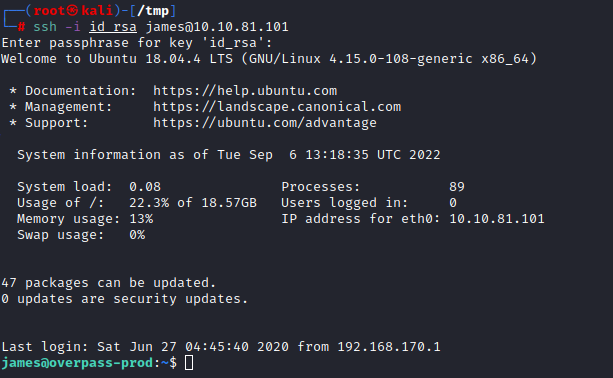 ┌──(root㉿kali)-[/tmp]
└─# ssh -i id_rsa james@10.10.81.101
Enter passphrase for key 'id_rsa':
Welcome to Ubuntu 18.04.4 LTS (GNU/Linux 4.15.0-108-generic x86_64)
* Documentation:  https://help.ubuntu.com
* Management:     https://landscape.canonical.com
* Support:        https://ubuntu.com/advantage
System information as of Tue Sep  6 13:18:35 UTC 2022
System load:  0.08               Processes:           89
Usage of /:   22.3% of 18.57GB   Users logged in:     0
Memory usage: 13%                IP address for eth0: 10.10.81.101
Swap usage:   0%
47 packages can be updated.
0 updates are security updates.
Last login: Sat Jun 27 04:45:40 2020 from 192.168.170.1
james@overpass-prod:~$